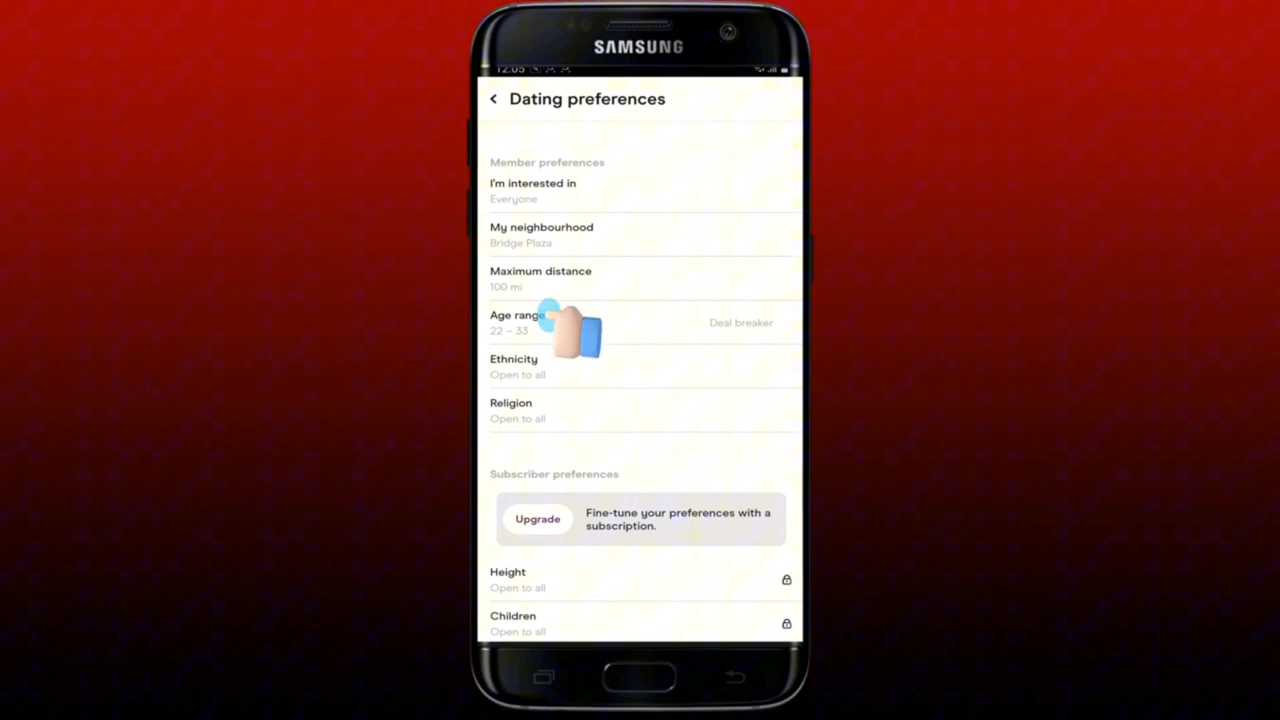 SAMSUNG
12:05
Dating preferences
Member preferences
I'm interested in
Everyone
My neighbourhood
Bridge Plaza
Maximum distance
100 mi
Age range
22 – 33
Deal breaker
Ethnicity
Open to all
Religion
Open to all
Subscriber preferences
Upgrade
Fine-tune your preferences with a
subscription.
Height
Open to all
Children
Open to all